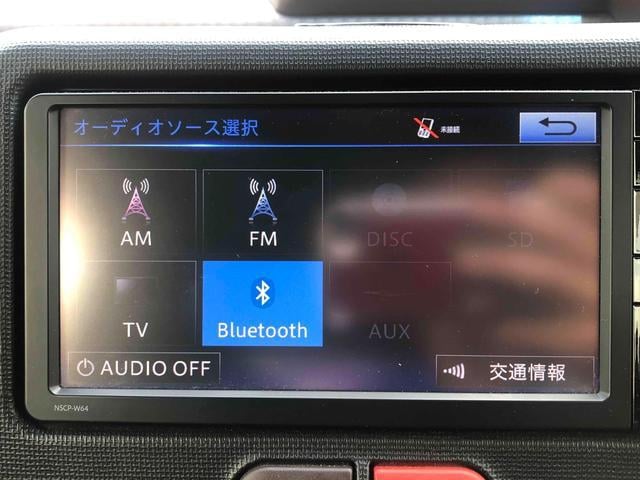 オーディオソース選択
未接続
AM
FM
DISC
SD
TV
Bluetooth
AUX
AUDIO OFF
交通情報
NSCP-W64